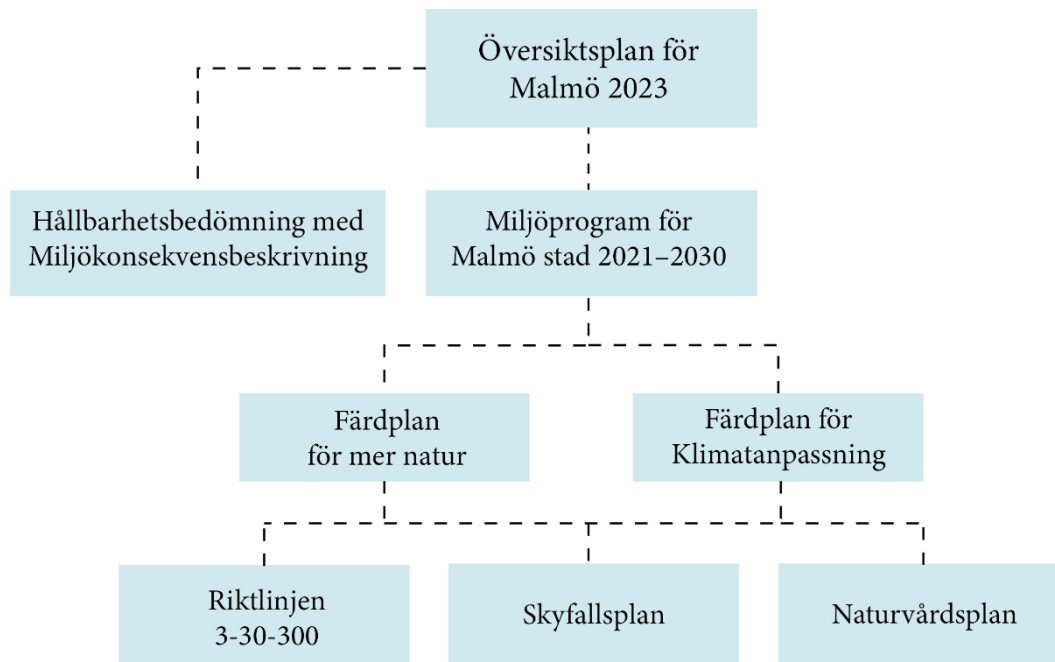 Översiktsplan för
Malmö 2023
Hållbarhetsbedömning med
Miljökonsekvensbeskrivning
Miljöprogram för
Malmö stad 2021–2030
Färdplan
för mer natur
Färdplan för
Klimatanpassning
Riktlinjen
3-30-300
Skyfallsplan
Naturvårdsplan